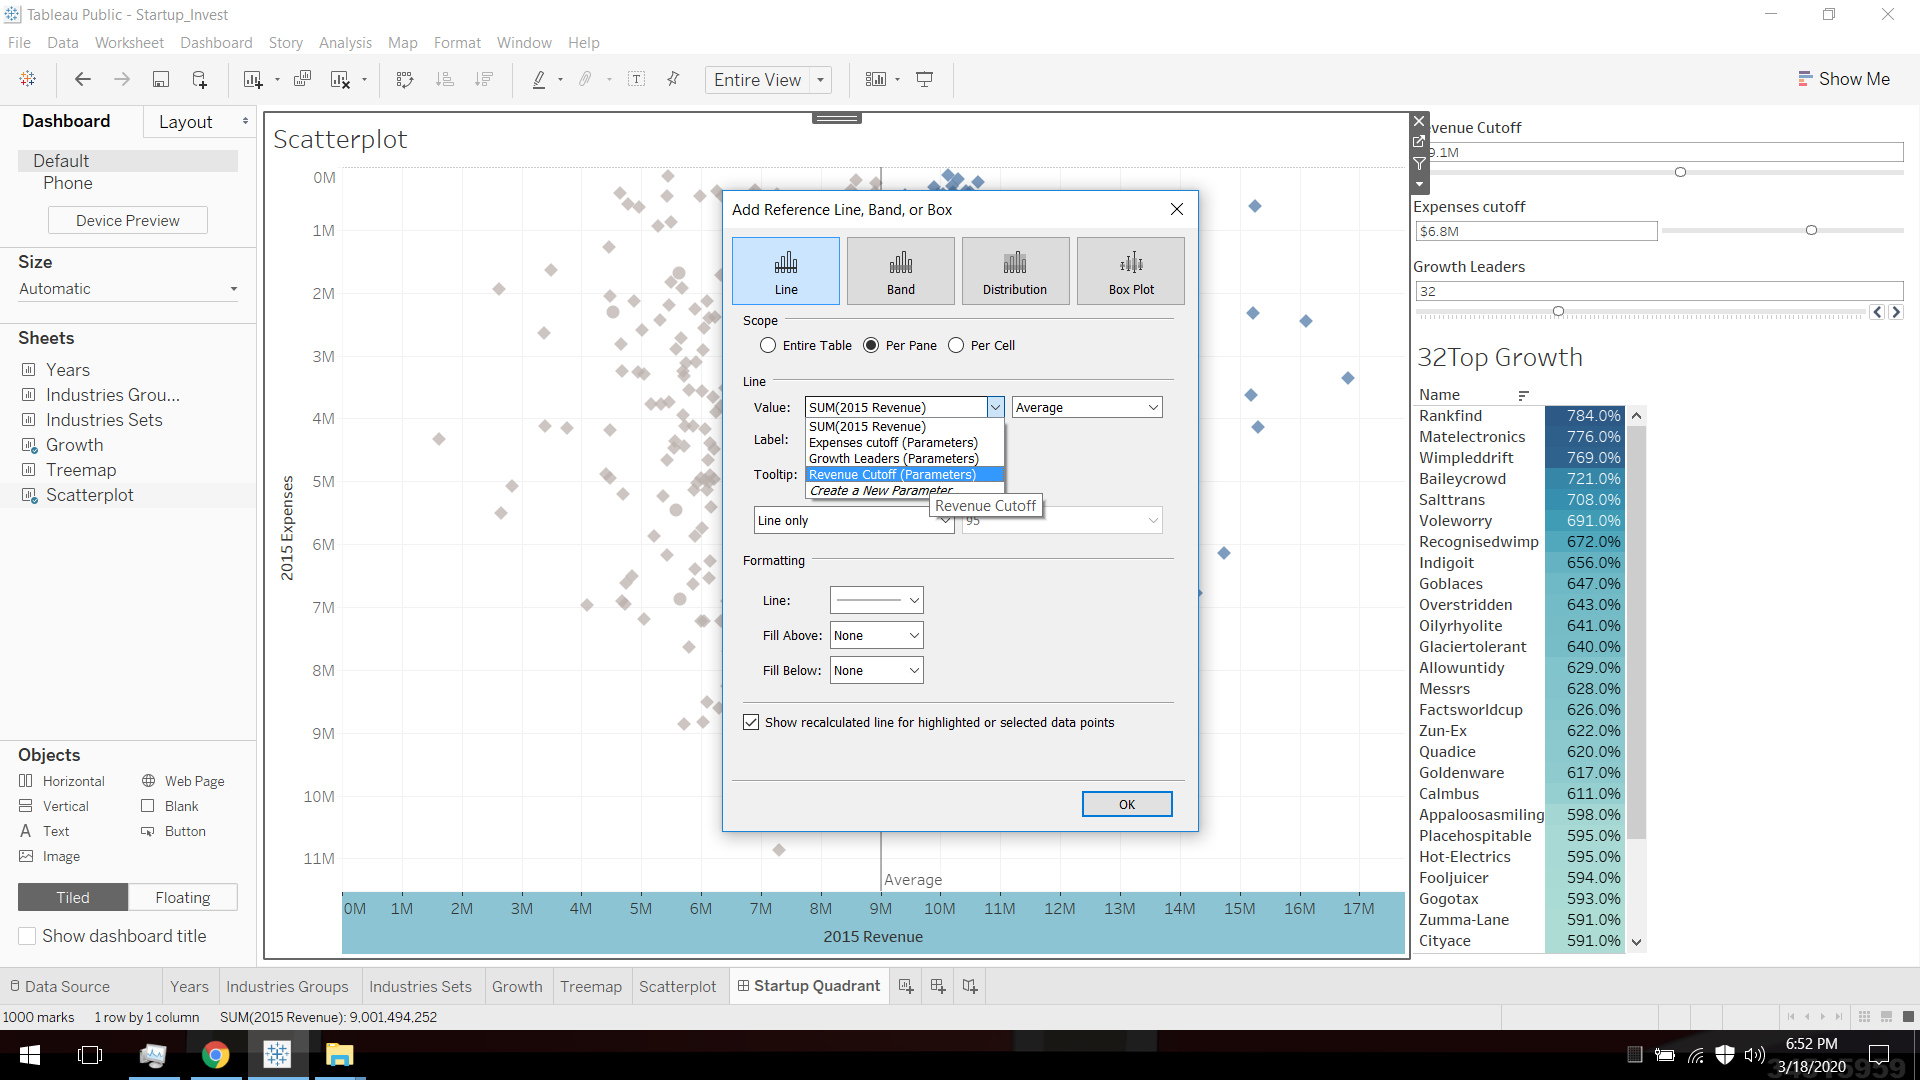 Tableau Public - Startup_Invest
File Data Worksheet Dashboard Story Analysis Map Format Window Help
Entire View
Show Me
Dashboard
Layout
Default
Phone
Device Preview
Size
Automatic
Sheets
Years
Industries Grou...
Industries Sets
Growth
Treemap
Scatterplot
Objects
Horizontal Web Page
Vertical Blank
Text Button
Image
Tiled Floating
Show dashboard title
Scatterplot
0M
1M
2M
3M
4M
5M
6M
7M
8M
9M
10M
11M
2015 Expenses
Average
0M 1M 2M 3M 4M 5M 6M 7M 8M 9M 10M 11M 12M 13M 14M 15M 16M 17M
2015 Revenue
Add Reference Line, Band, or Box
Line Band Distribution Box Plot
Scope
Entire Table Per Pane Per Cell
Line
Value: SUM(2015 Revenue) Average
SUM(2015 Revenue)
Label: Expenses cutoff (Parameters)
Growth Leaders (Parameters)
Tooltip: Revenue Cutoff (Parameters)
Create a New Parameter
Revenue Cutoff
Line only 95
Formatting
Line:
Fill Above: None
Fill Below: None
Show recalculated line for highlighted or selected data points
OK
evenue Cutoff
9.1M
Expenses cutoff
$6.8M
Growth Leaders
32
32Top Growth
Name
Rankfind 784.0%
Matelectronics 776.0%
Wimpleddrift 769.0%
Baileycrowd 721.0%
Salttrans 708.0%
Voleworry 691.0%
Recognisedwimp 672.0%
Indigoit 656.0%
Goblaces 647.0%
Overstridden 643.0%
Oilyrhyolite 641.0%
Glaciertolerant 640.0%
Allowuntidy 629.0%
Messrs 628.0%
Factsworldcup 626.0%
Zun-Ex 622.0%
Quadice 620.0%
Goldenware 617.0%
Calmbus 611.0%
Appaloosasmiling 598.0%
Placehospitable 595.0%
Hot-Electrics 595.0%
Fooljuicer 594.0%
Gogotax 593.0%
Zumma-Lane 591.0%
Cityace 591.0%
Data Source Years Industries Groups Industries Sets Growth Treemap Scatterplot Startup Quadrant
1000 marks 1 row by 1 column SUM(2015 Revenue): 9,001,494,252
6:52 PM
3/18/2020